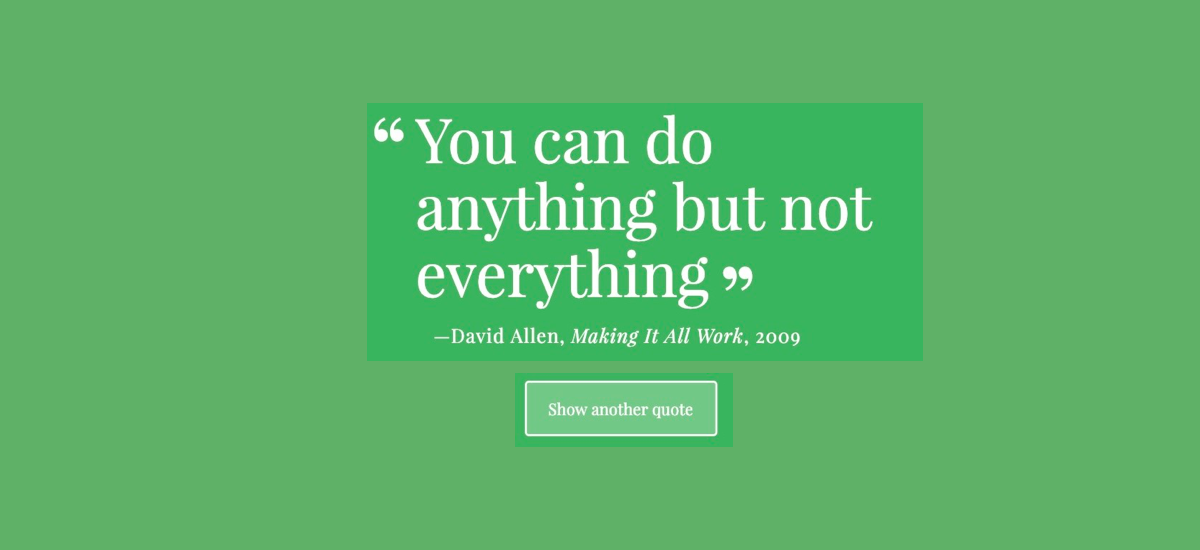 “ You can do
anything but not
everything ”
—David Allen, Making It All Work, 2009
Show another quote